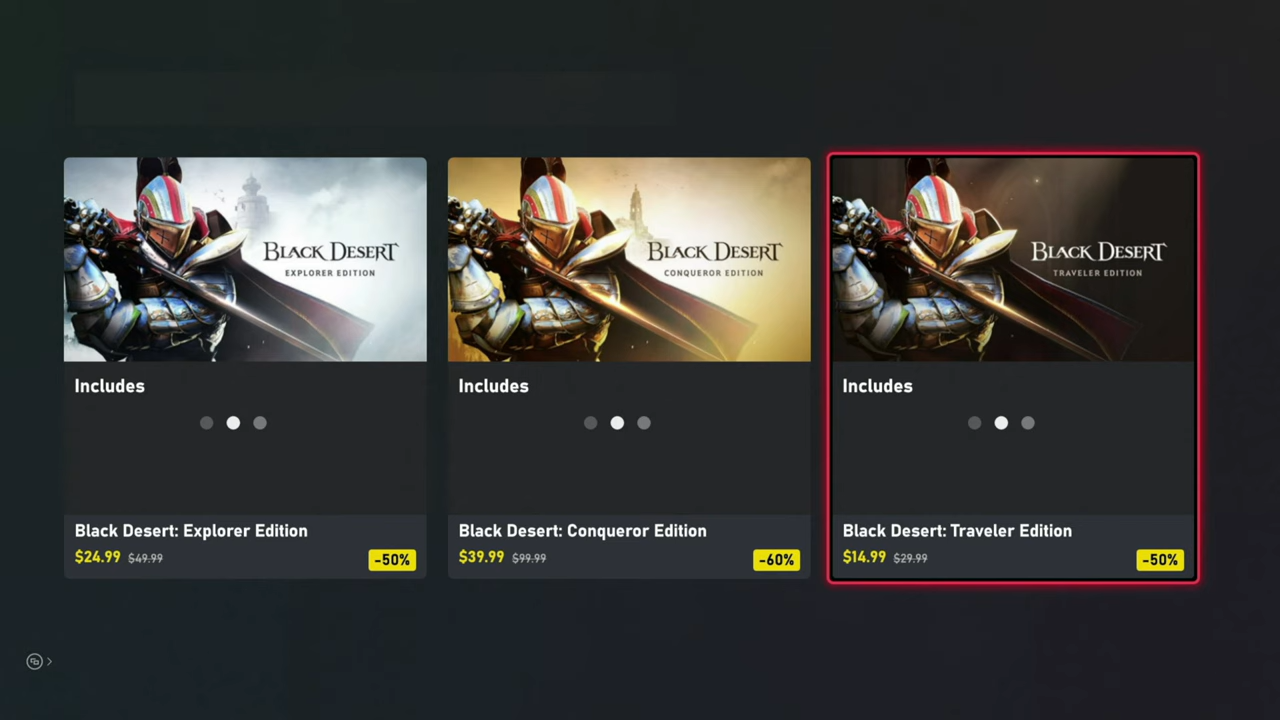 BLACK DESERT
EXPLORER EDITION
Includes
Black Desert: Explorer Edition
$24.99 $49.99
-50%
BLACK DESERT
CONQUEROR EDITION
Includes
Black Desert: Conqueror Edition
$39.99 $99.99
-60%
BLACK DESERT
TRAVELER EDITION
Includes
Black Desert: Traveler Edition
$14.99 $29.99
-50%